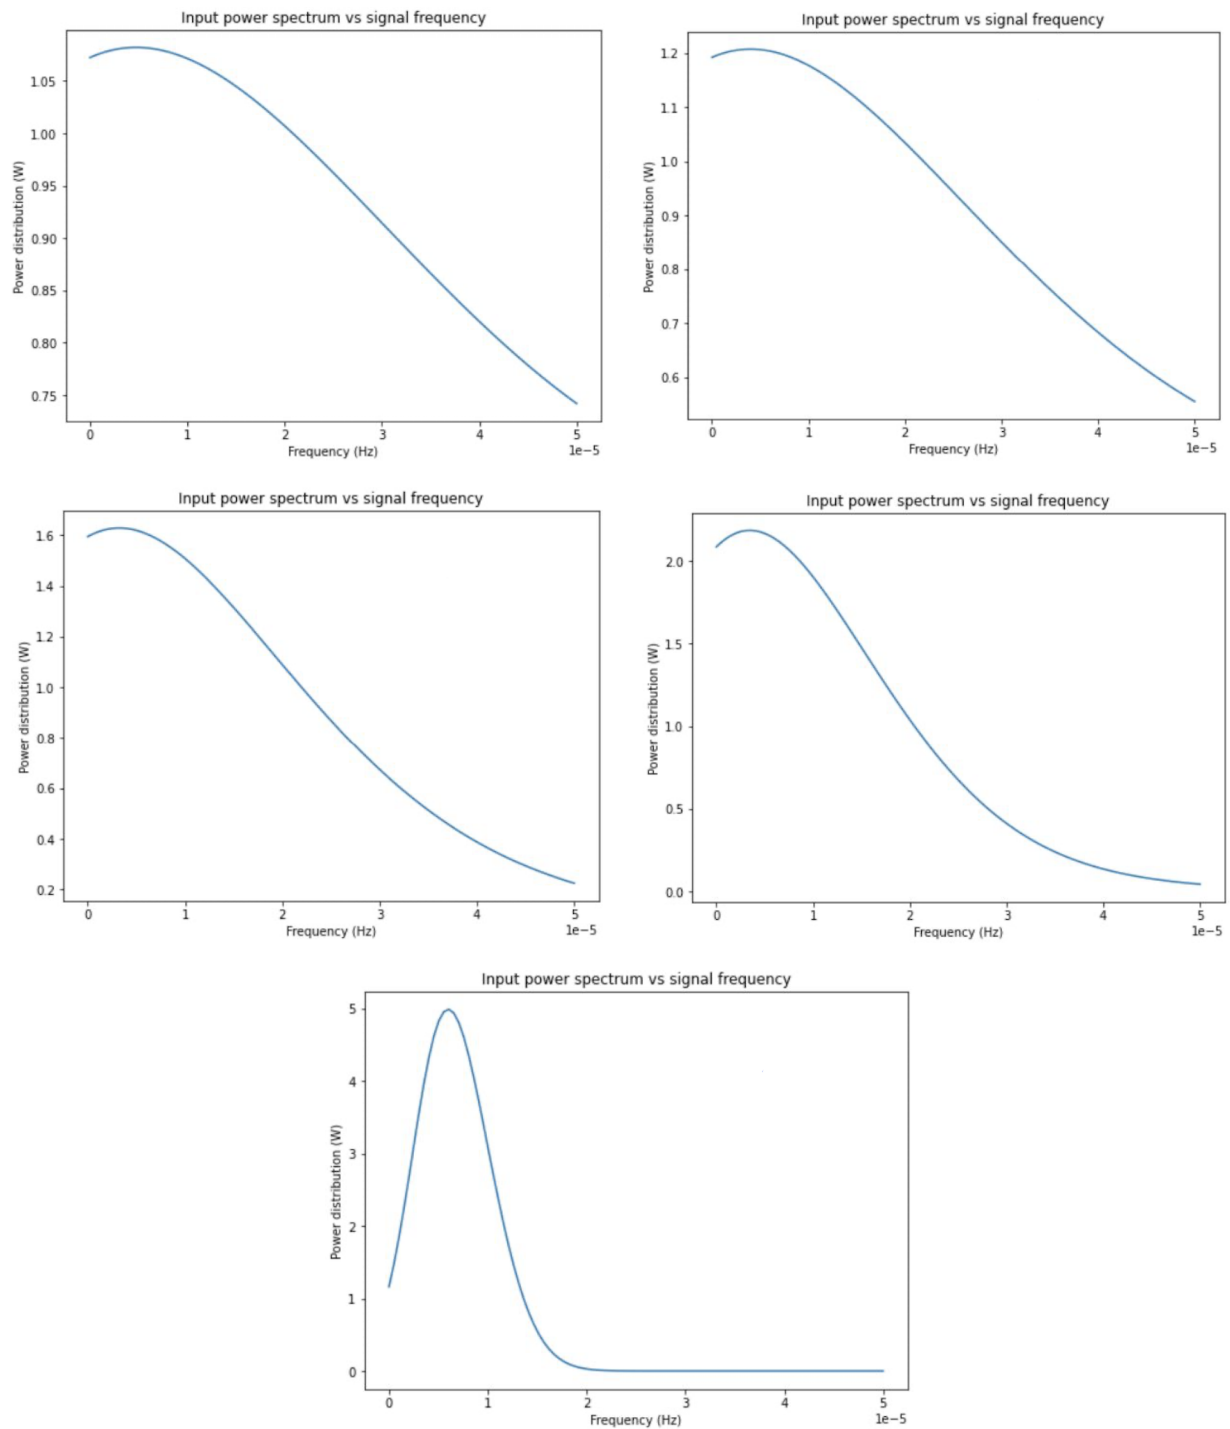 Input power spectrum vs signal frequency
Power distribution (W)
1.05
1.00
0.95
0.90
0.85
0.80
0.75
0 1 2 3 4 5
1e−5
Frequency (Hz)
Input power spectrum vs signal frequency
Power distribution (W)
1.2
1.1
1.0
0.9
0.8
0.7
0.6
0 1 2 3 4 5
1e−5
Frequency (Hz)
Input power spectrum vs signal frequency
Power distribution (W)
1.6
1.4
1.2
1.0
0.8
0.6
0.4
0.2
0 1 2 3 4 5
1e−5
Frequency (Hz)
Input power spectrum vs signal frequency
Power distribution (W)
2.0
1.5
1.0
0.5
0.0
0 1 2 3 4 5
1e−5
Frequency (Hz)
Input power spectrum vs signal frequency
Power distribution (W)
5
4
3
2
1
0
0 1 2 3 4 5
1e−5
Frequency (Hz)